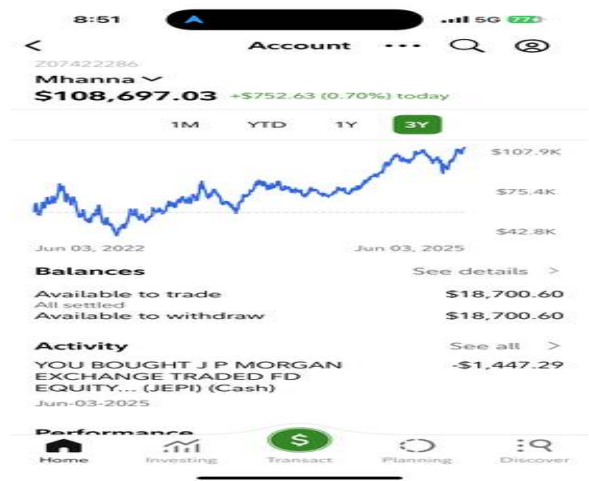 8:51
5G 77
Account
Z07422286
Mhanna
$108,697.03 +$752.63 (0.70%) today
1M YTD 1Y 3Y
$107.9K
$75.4K
$42.8K
Jun 03, 2022 Jun 03, 2025
Balances See details >
Available to trade $18,700.60
All settled
Available to withdraw $18,700.60
Activity See all >
YOU BOUGHT J P MORGAN -$1,447.29
EXCHANGE TRADED FD
EQUITY... (JEPI) (Cash)
Jun-03-2025
Performance
Home Investing Transact Planning Discover